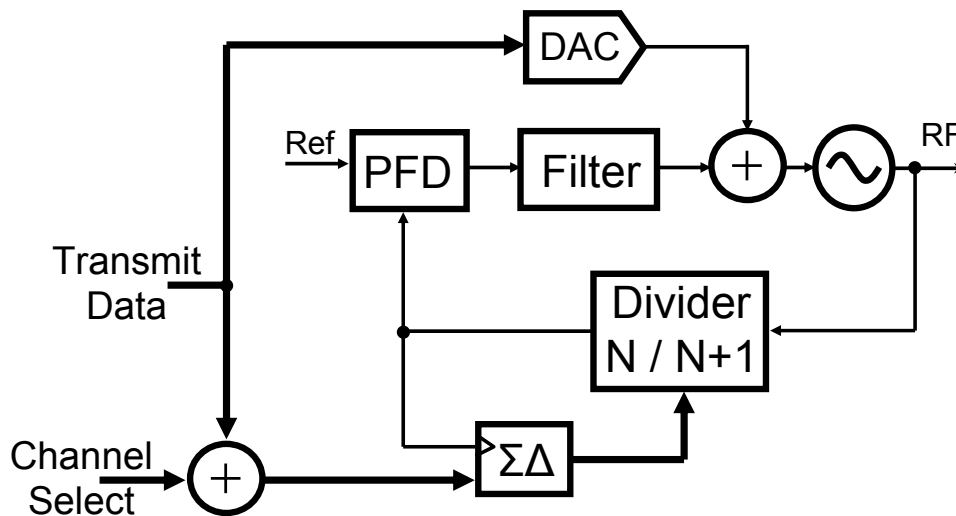 DAC
Ref
PFD
Filter
+
RF
Transmit
Data
Divider
N / N+1
Channel
Select
+
ΣΔ